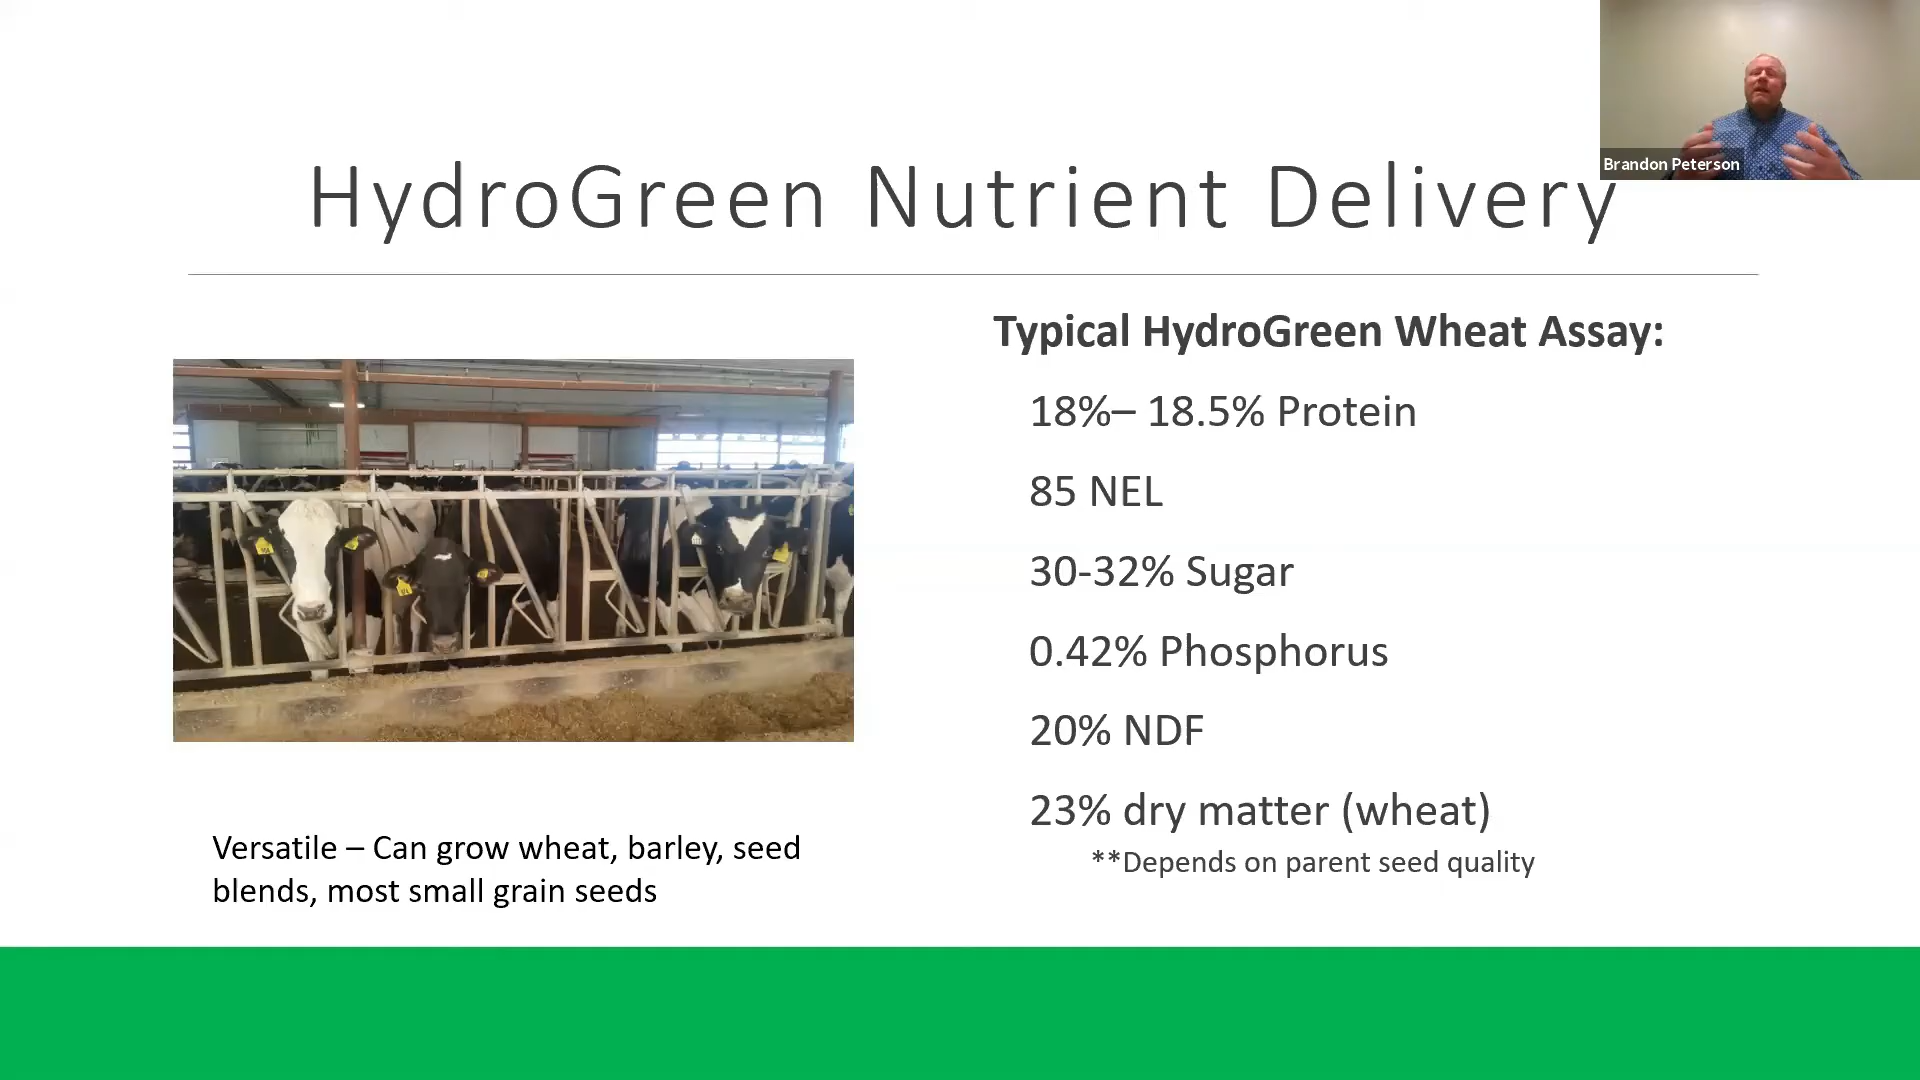 Brandon Peterson
HydroGreen Nutrient Delivery
Typical HydroGreen Wheat Assay:
18%– 18.5% Protein
85 NEL
30-32% Sugar
0.42% Phosphorus
20% NDF
23% dry matter (wheat)
**Depends on parent seed quality
Versatile – Can grow wheat, barley, seed
blends, most small grain seeds